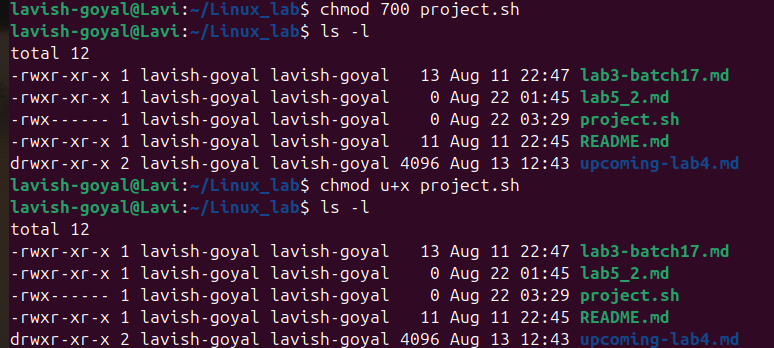 lavish-goyal@Lavi:~/Linux_lab$ chmod 700 project.sh
lavish-goyal@Lavi:~/Linux_lab$ ls -l
total 12
-rwxr-xr-x 1 lavish-goyal lavish-goyal   13 Aug 11 22:47 lab3-batch17.md
-rwxr-xr-x 1 lavish-goyal lavish-goyal    0 Aug 22 01:45 lab5_2.md
-rwx------ 1 lavish-goyal lavish-goyal    0 Aug 22 03:29 project.sh
-rwxr-xr-x 1 lavish-goyal lavish-goyal   11 Aug 11 22:45 README.md
drwxr-xr-x 2 lavish-goyal lavish-goyal 4096 Aug 13 12:43 upcoming-lab4.md
lavish-goyal@Lavi:~/Linux_lab$ chmod u+x project.sh
lavish-goyal@Lavi:~/Linux_lab$ ls -l
total 12
-rwxr-xr-x 1 lavish-goyal lavish-goyal   13 Aug 11 22:47 lab3-batch17.md
-rwxr-xr-x 1 lavish-goyal lavish-goyal    0 Aug 22 01:45 lab5_2.md
-rwx------ 1 lavish-goyal lavish-goyal    0 Aug 22 03:29 project.sh
-rwxr-xr-x 1 lavish-goyal lavish-goyal   11 Aug 11 22:45 README.md
drwxr-xr-x 2 lavish-goyal lavish-goyal 4096 Aug 13 12:43 upcoming-lab4.md